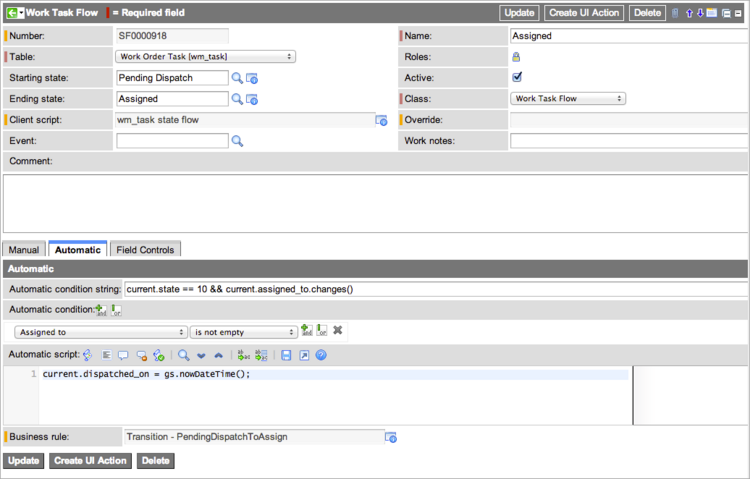 Work Task Flow = Required field Update Create UI Action Delete
Number: SF0000918 Name: Assigned
Table: Work Order Task [wm_task] Roles:
Starting state: Pending Dispatch Active:
Ending state: Assigned Class: Work Task Flow
Client script: wm_task state flow Override:
Event: Work notes:
Comment:
Manual Automatic Field Controls
Automatic
Automatic condition string: current.state == 10 && current.assigned_to.changes()
Automatic condition: and or
Assigned to is not empty and or
Automatic script:
1 current.dispatched_on = gs.nowDateTime();
Business rule: Transition - PendingDispatchToAssign
Update Create UI Action Delete